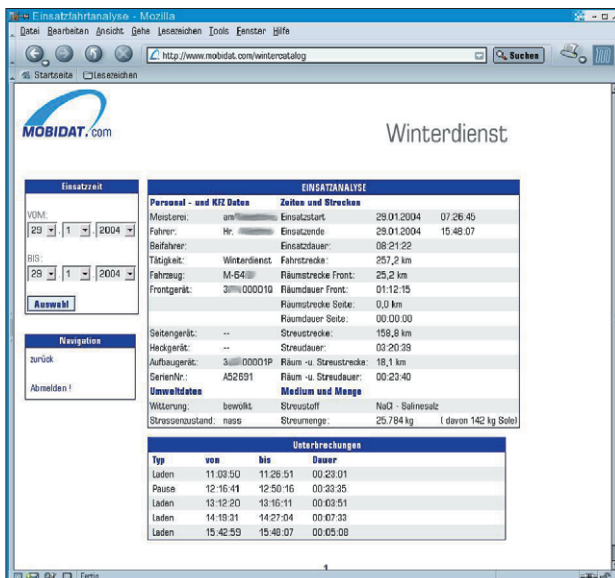 Einsatzfahrtanalyse - Mozilla
Datei Bearbeiten Ansicht Gehe Lesezeichen Tools Fenster Hilfe
http://www.mobidat.com/wintercatalog Suchen
Startseite Lesezeichen
MOBIDAT.com
Winterdienst
Einsatzzeit
VOM:
29 . 1 . 2004
BIS:
29 . 1 . 2004
Auswahl
Navigation
zurück
Abmelden !
EINSATZANALYSE
Personal - und KFZ Daten Zeiten und Strecken
Meisterei: am Einsatzstart 29.01.2004 07:26:45
Fahrer: Hr. Einsatzende 29.01.2004 15:48:07
Beifahrer: Einsatzdauer: 08:21:22
Tätigkeit: Winterdienst Fahrstrecke: 257,2 km
Fahrzeug: M-64 Räumstrecke Front: 25,2 km
Frontgerät: 3 00001Q Räumdauer Front: 01:12:15
Räumstrecke Seite: 0,0 km
Räumdauer Seite: 00:00:00
Seitengerät: -- Streustrecke: 158,8 km
Heckgerät: -- Streudauer: 03:20:39
Aufbaugerät: 3 00001P Räum -u. Streustrecke: 18,1 km
SerienNr.: A52691 Räum -u. Streudauer: 00:23:40
Umweltdaten Medium und Menge
Witterung: bewölkt Streustoff NaCl - Salinesalz
Strassenzustand: nass Streumenge: 25.784 kg ( davon 142 kg Sole)
Unterbrechungen
Typ von bis Dauer
Laden 11:03:50 11:26:51 00:23:01
Pause 12:16:41 12:50:16 00:33:35
Laden 13:12:20 13:16:11 00:03:51
Laden 14:19:31 14:27:04 00:07:33
Laden 15:42:59 15:48:07 00:05:08
1
Fertig